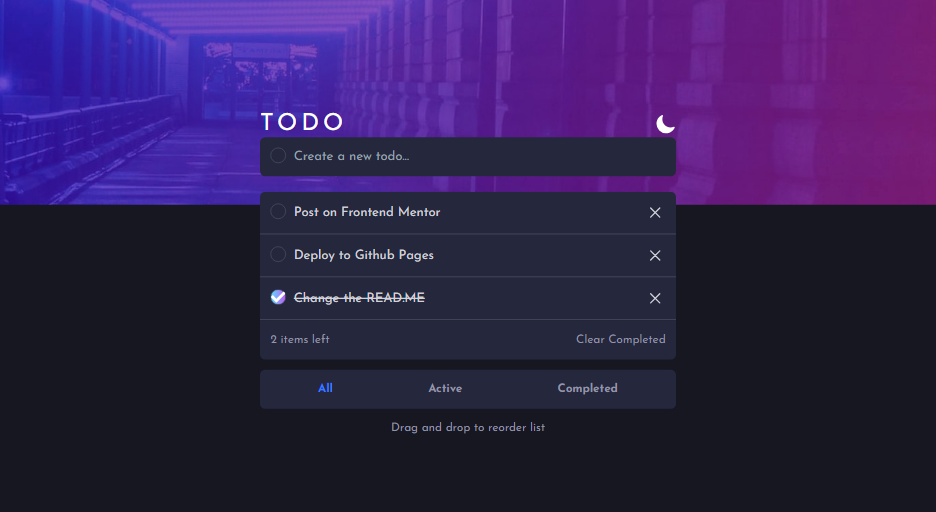 TODO
Create a new todo...
Post on Frontend Mentor
Deploy to Github Pages
Change the READ.ME
2 items left Clear Completed
All Active Completed
Drag and drop to reorder list